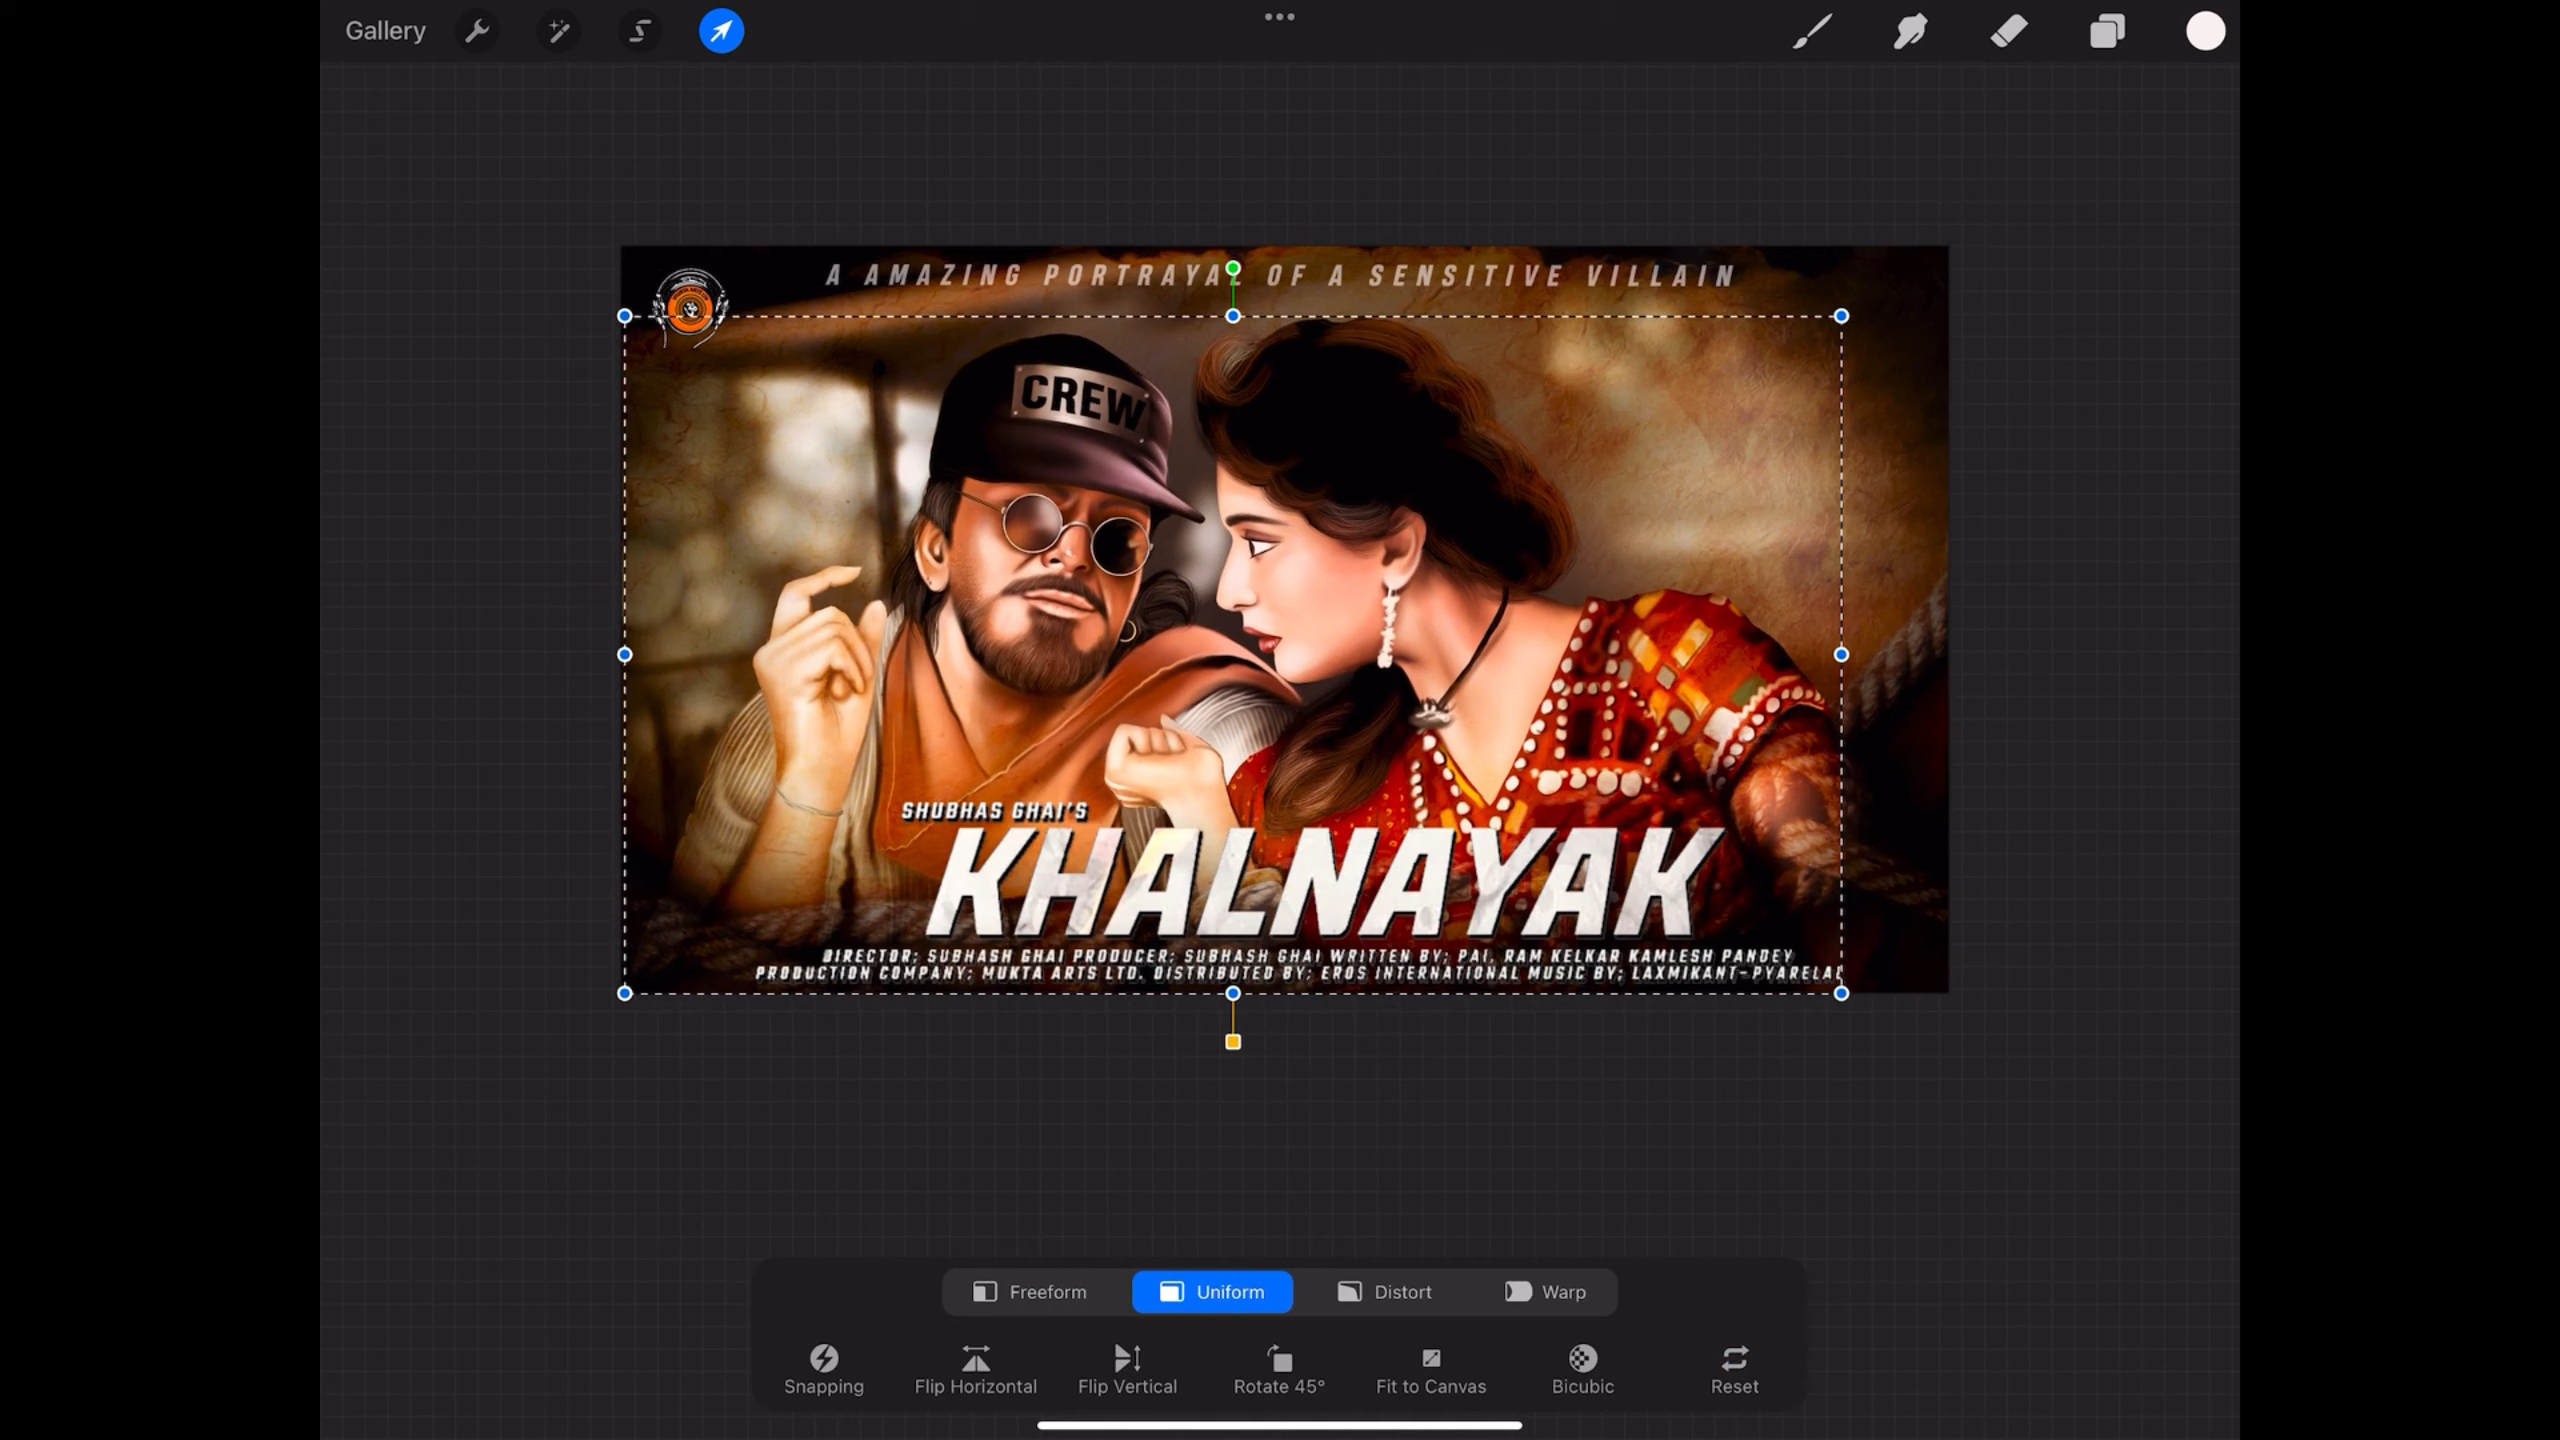 Gallery
A AMAZING PORTRAYAL OF A SENSITIVE VILLAIN
CREW
SHUBHAS GHAI'S
KHALNAYAK
DIRECTOR; SUBHASH GHAI PRODUCER; SUBHASH GHAI WRITTEN BY; PAI, RAM KELKAR KAMLESH PANDEY
PRODUCTION COMPANY; MUKTA ARTS LTD. DISTRIBUTED BY; EROS INTERNATIONAL MUSIC BY; LAXMIKANT-PYARELAL
Freeform Uniform Distort Warp
Snapping Flip Horizontal Flip Vertical Rotate 45° Fit to Canvas Bicubic Reset